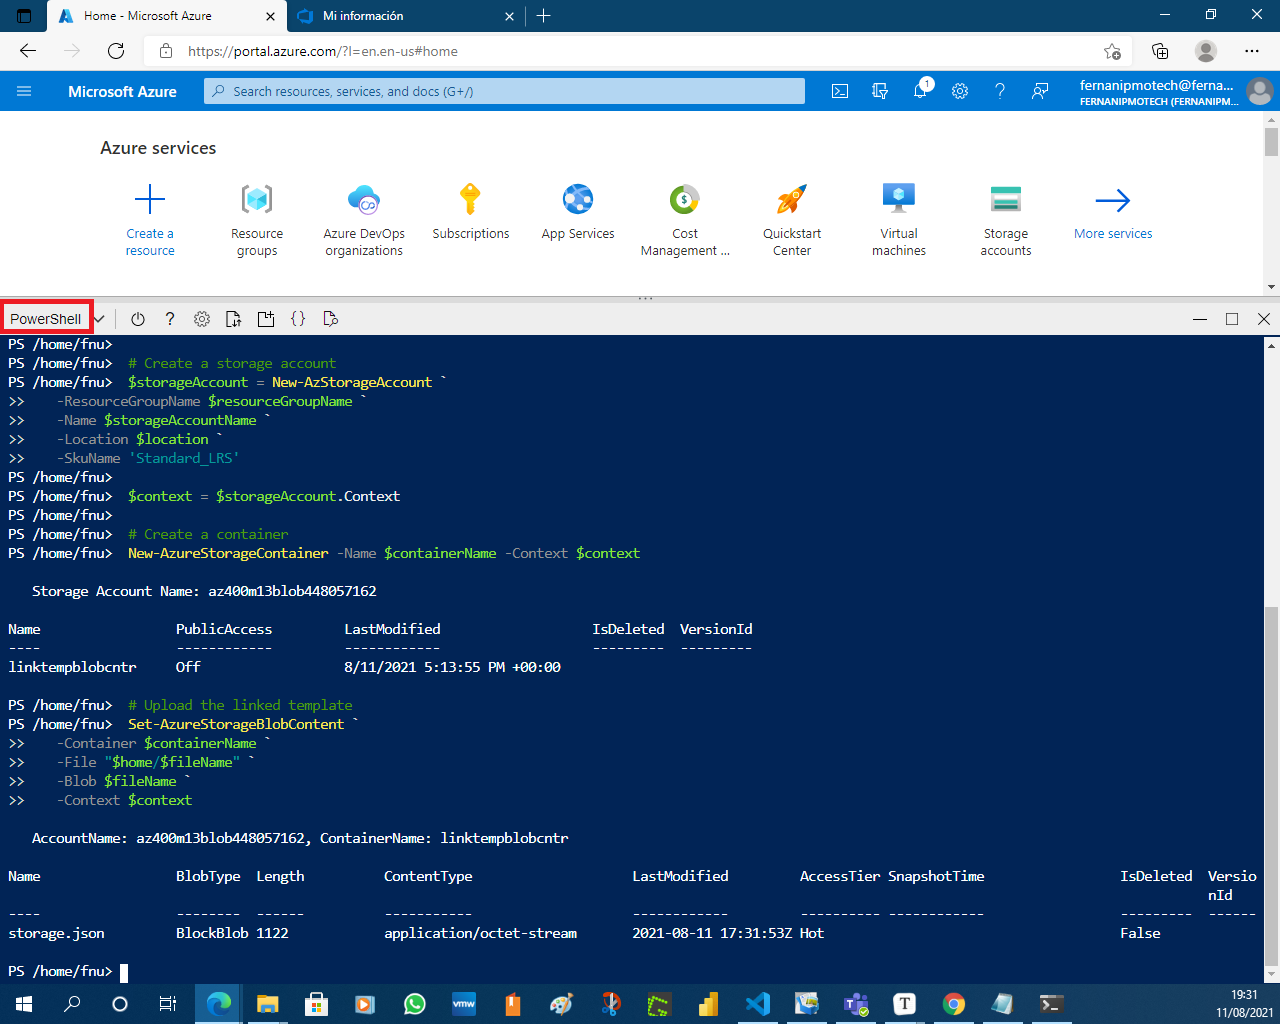 Home - Microsoft Azure
Mi información
https://portal.azure.com/?l=en.en-us#home
Microsoft Azure
Search resources, services, and docs (G+/)
1
fernanipmotech@ferna...
FERNANIPMOTECH (FERNANIPM...
Azure services
Create a resource
Resource groups
Azure DevOps organizations
Subscriptions
App Services
Cost Management ...
Quickstart Center
Virtual machines
Storage accounts
More services
PowerShell
PS /home/fnu>
PS /home/fnu> # Create a storage account
PS /home/fnu> $storageAccount = New-AzStorageAccount `
>> -ResourceGroupName $resourceGroupName `
>> -Name $storageAccountName `
>> -Location $location `
>> -SkuName 'Standard_LRS'
PS /home/fnu>
PS /home/fnu> $context = $storageAccount.Context
PS /home/fnu>
PS /home/fnu> # Create a container
PS /home/fnu> New-AzureStorageContainer -Name $containerName -Context $context
Storage Account Name: az400m13blob448057162
Name PublicAccess LastModified IsDeleted VersionId
---- ------------ ------------ --------- ---------
linktempblobcntr Off 8/11/2021 5:13:55 PM +00:00
PS /home/fnu> # Upload the linked template
PS /home/fnu> Set-AzureStorageBlobContent `
>> -Container $containerName `
>> -File "$home/$fileName" `
>> -Blob $fileName `
>> -Context $context
AccountName: az400m13blob448057162, ContainerName: linktempblobcntr
Name BlobType Length ContentType LastModified AccessTier SnapshotTime IsDeleted Versio
nId
---- -------- ------ ----------- ------------ ---------- ------------ --------- ------
storage.json BlockBlob 1122 application/octet-stream 2021-08-11 17:31:53Z Hot False
PS /home/fnu>
vmw
T
19:31
11/08/2021